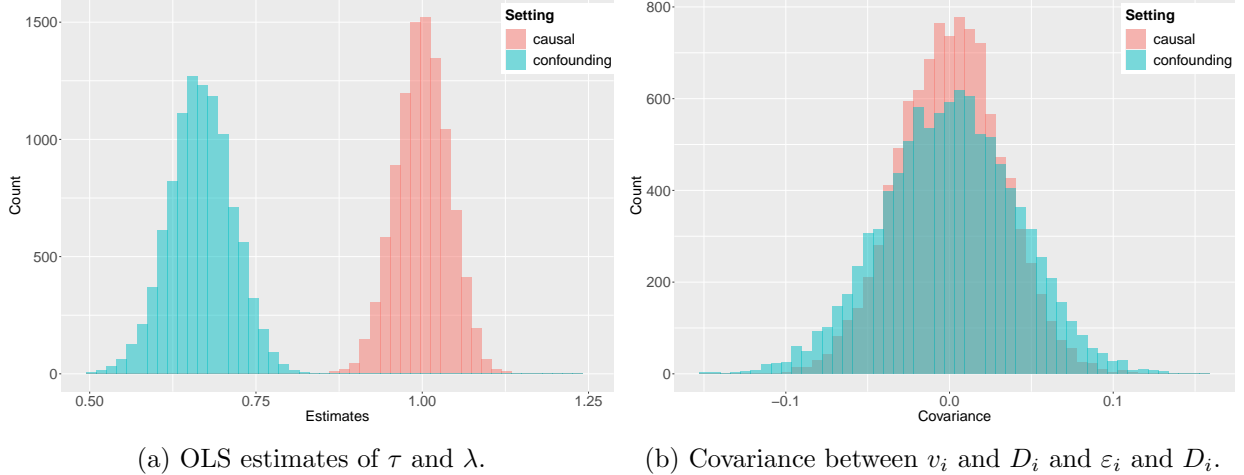 Setting
causal
confounding
1500
1000
500
0
Count
0.50 0.75 1.00 1.25
Estimates
(a) OLS estimates of τ and λ.
Setting
causal
confounding
800
600
400
200
0
Count
−0.1 0.0 0.1
Covariance
(b) Covariance between vᵢ and Dᵢ and εᵢ and Dᵢ.